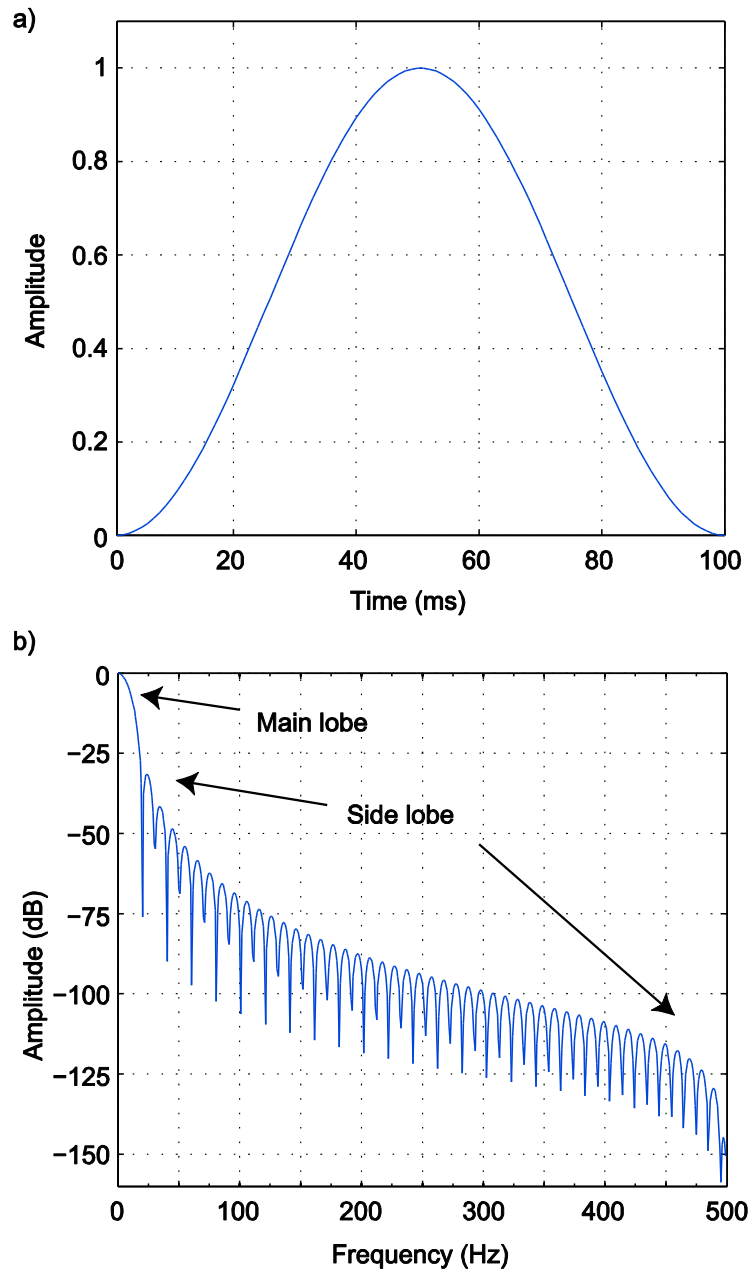 a)
1
0.8
0.6
0.4
0.2
0
Amplitude
0 20 40 60 80 100
Time (ms)
b)
0
−25
−50
−75
−100
−125
−150
Amplitude (dB)
Main lobe
Side lobe
0 100 200 300 400 500
Frequency (Hz)